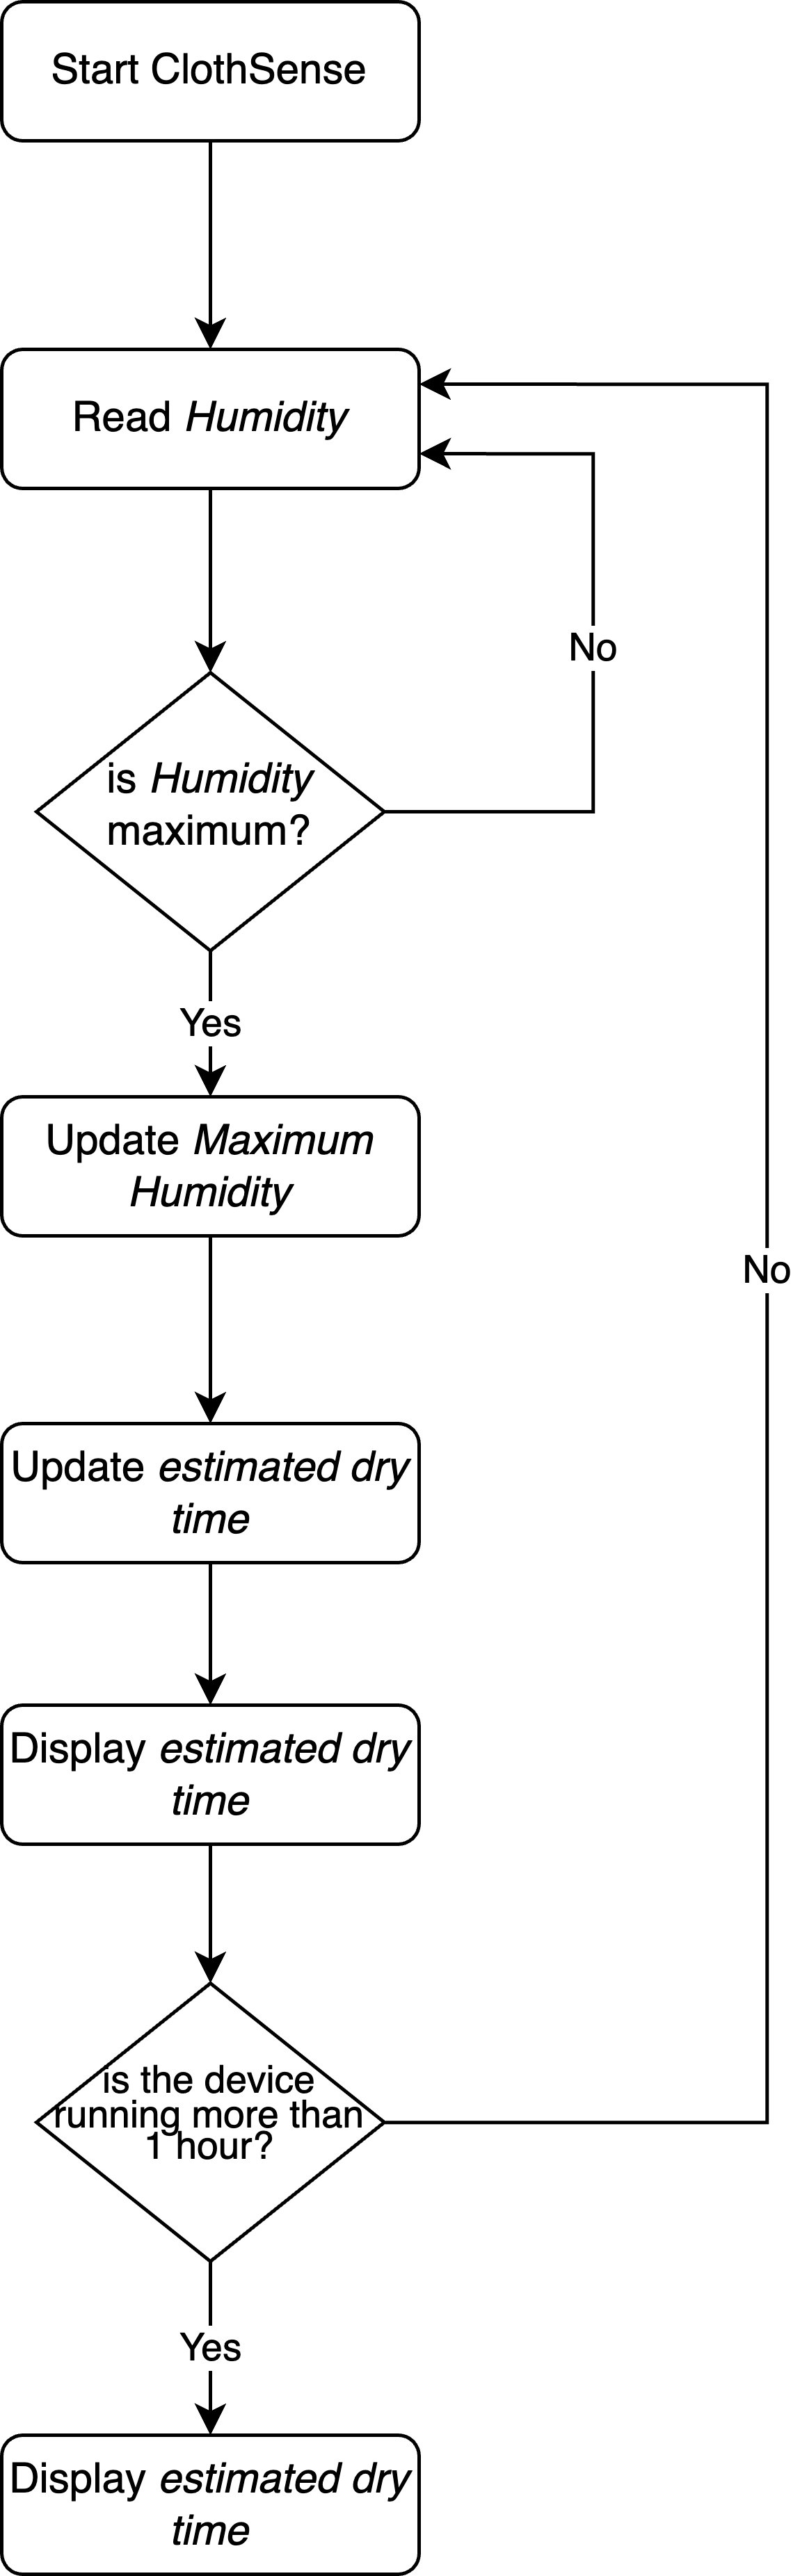 Start ClothSense
Read Humidity
No
is Humidity
maximum?
Yes
Update Maximum
Humidity
No
Update estimated dry
time
Display estimated dry
time
is the device
running more than
1 hour?
Yes
Display estimated dry
time